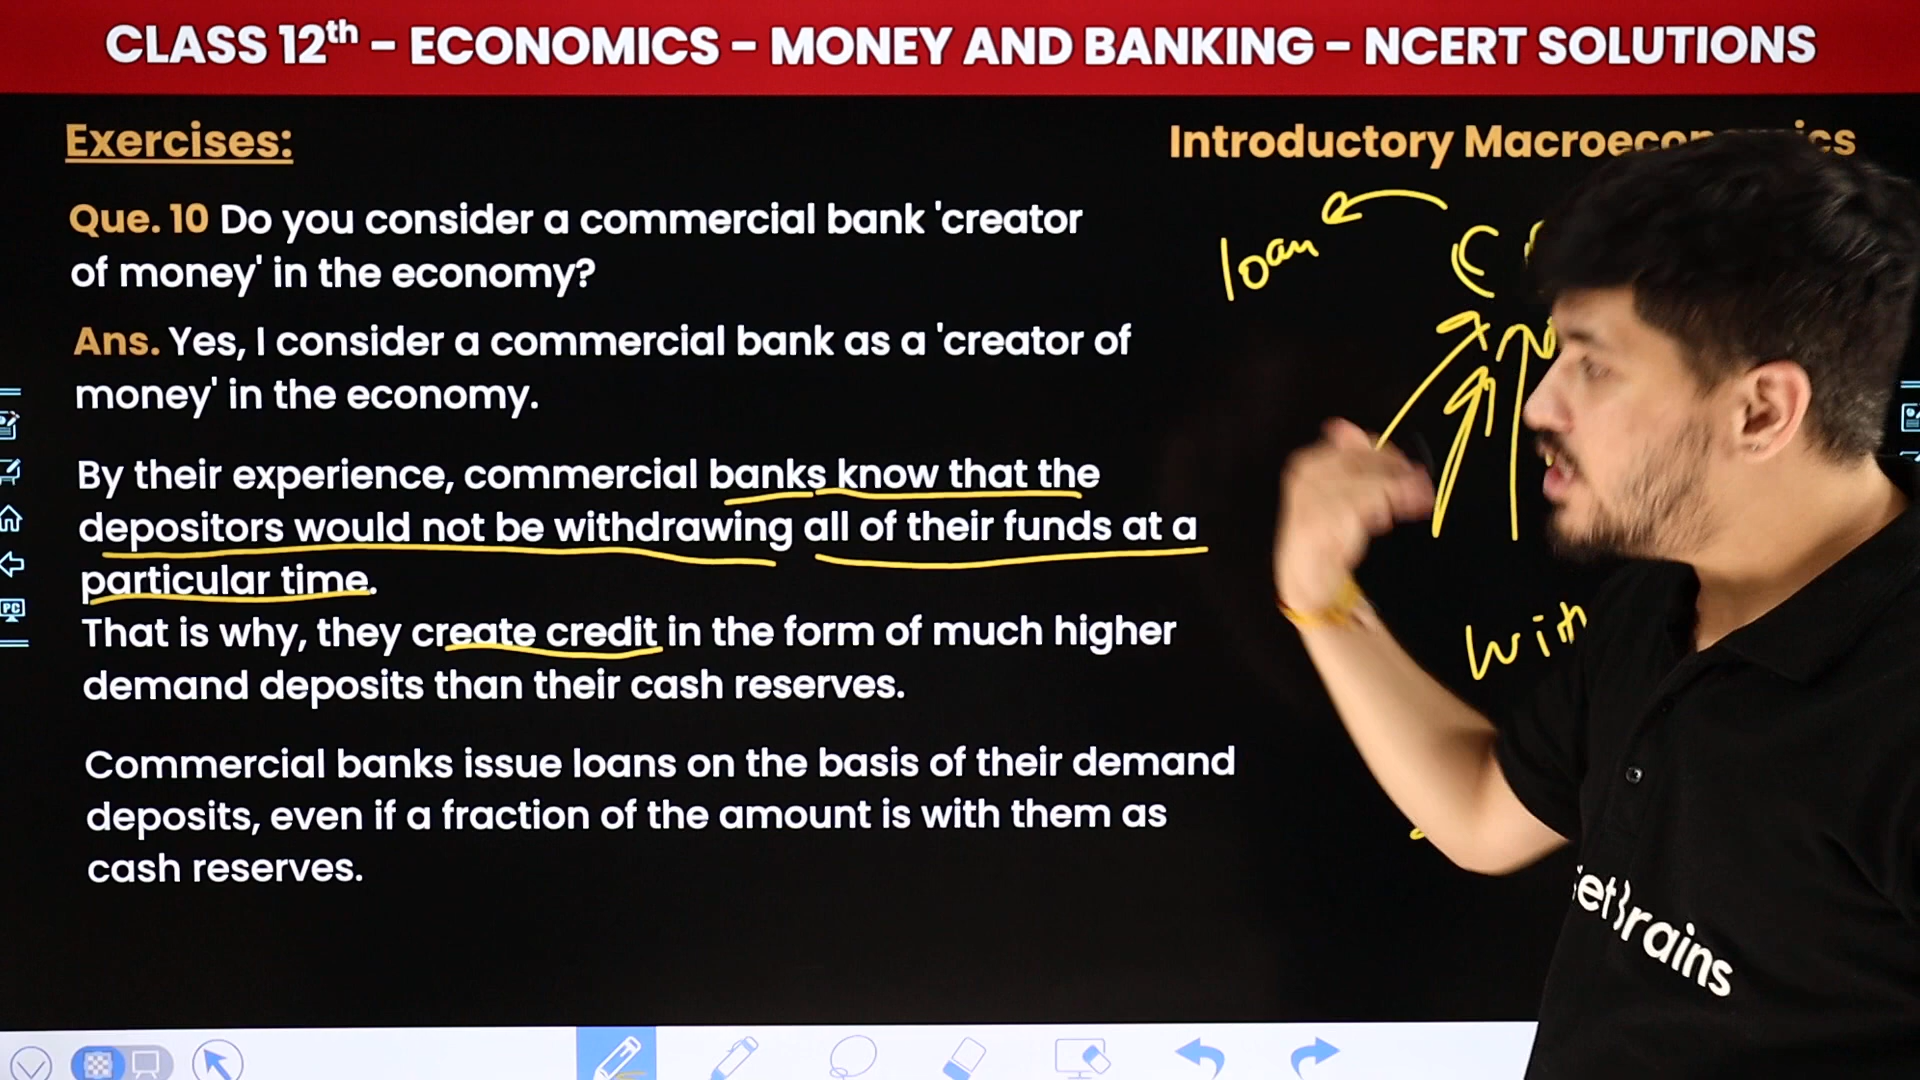 CLASS 12th - ECONOMICS - MONEY AND BANKING - NCERT SOLUTIONS
Exercises:
Introductory
Que. 10 Do you consider a commercial bank 'creator
of money' in the economy?
Ans. Yes, I consider a commercial bank as a 'creator of
money' in the economy.
By their experience, commercial banks know that the
depositors would not be withdrawing all of their funds at a
particular time.
That is why, they create credit in the form of much higher
demand deposits than their cash reserves.
Commercial banks issue loans on the basis of their demand
deposits, even if a fraction of the amount is with them as
cash reserves.
loan
C
With
PC